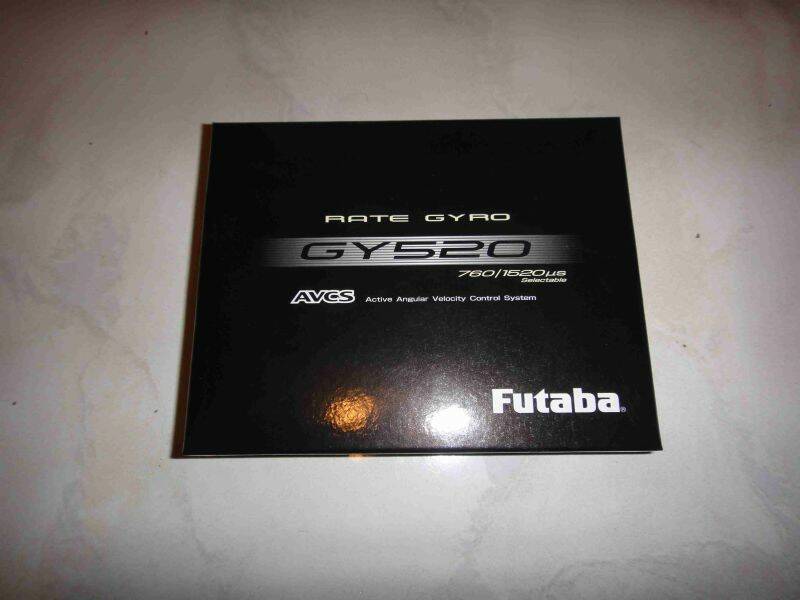 RATE GYRO
GY520
760/1520µs
Selectable
AVCS Active Angular Velocity Control System
Futaba®